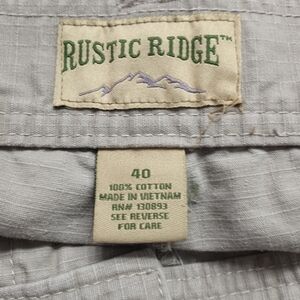 RUSTIC RIDGE™
40
100% COTTON
MADE IN VIETNAM
RN# 130893
SEE REVERSE
FOR CARE